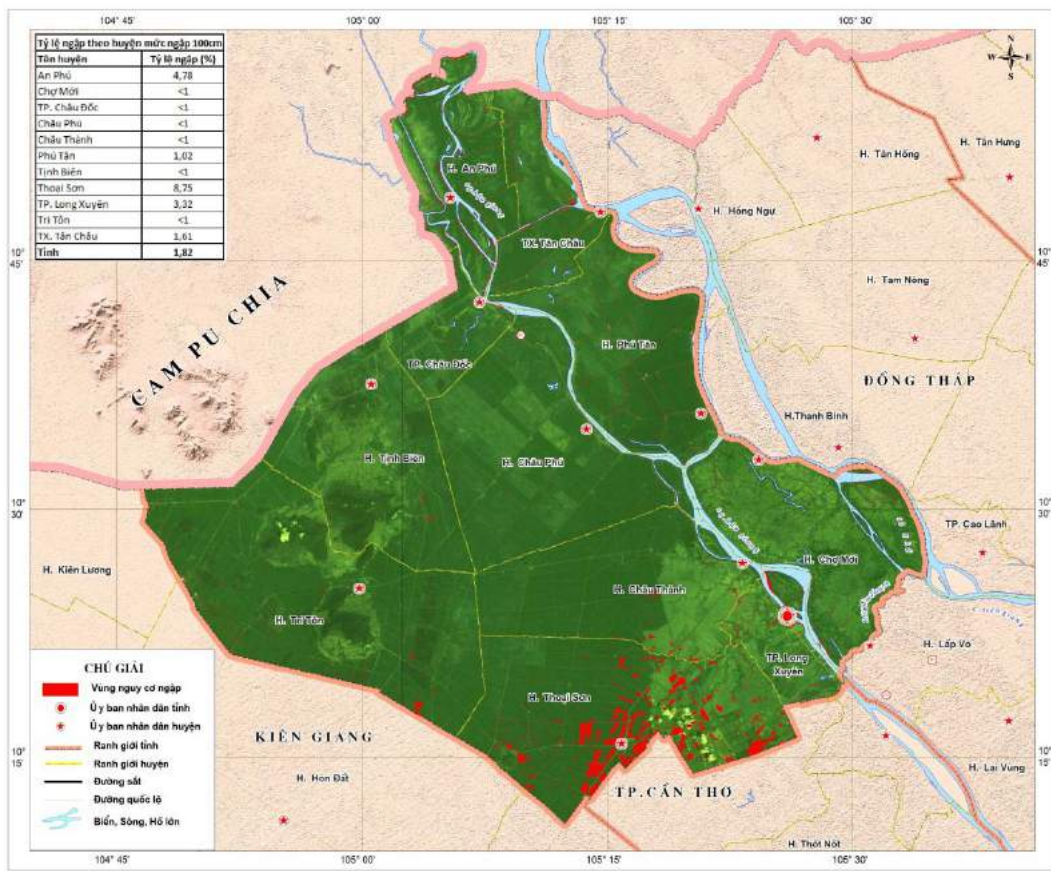 104° 45'
105° 00'
105° 15'
105° 30'
Tỷ lệ ngập theo huyện mức ngập 100cm
Tên huyện Tỷ lệ ngập (%)
An Phú 4,78
Chợ Mới <1
TP. Châu Đốc <1
Châu Phú <1
Châu Thành <1
Phú Tân 1,02
Tịnh Biên <1
Thoại Sơn 8,75
TP. Long Xuyên 3,32
Tri Tôn <1
TX. Tân Châu 1,61
Tỉnh 1,82
N
W E
S
H. Tân Hưng
H. Tân Hồng
H. An Phú
H. Hồng Ngự
TX. Tân Châu
10°
45'
10°
45'
H. Tam Nông
CAM PU CHIA
H. Phú Tân
TP. Châu Đốc
ĐỒNG THÁP
H.Thanh Bình
H. Tịnh Biên
H. Châu Phú
10°
30'
10°
30'
TP. Cao Lãnh
H. Kiên Lương
H. Chợ Mới
H. Châu Thành
H. Tri Tôn
H. Lấp Vò
TP. Long
Xuyên
H. Thoại Sơn
KIÊN GIANG
10°
15'
H. Hòn Đất
TP.CẦN THƠ
H. Lai Vung
H. Thốt Nốt
CHÚ GIẢI
Vùng nguy cơ ngập
Ủy ban nhân dân tỉnh
Ủy ban nhân dân huyện
Ranh giới tỉnh
Ranh giới huyện
Đường sắt
Đường quốc lộ
Biển, Sông, Hồ lớn
10°
15'
104° 45'
105° 00'
105° 15'
105° 30'